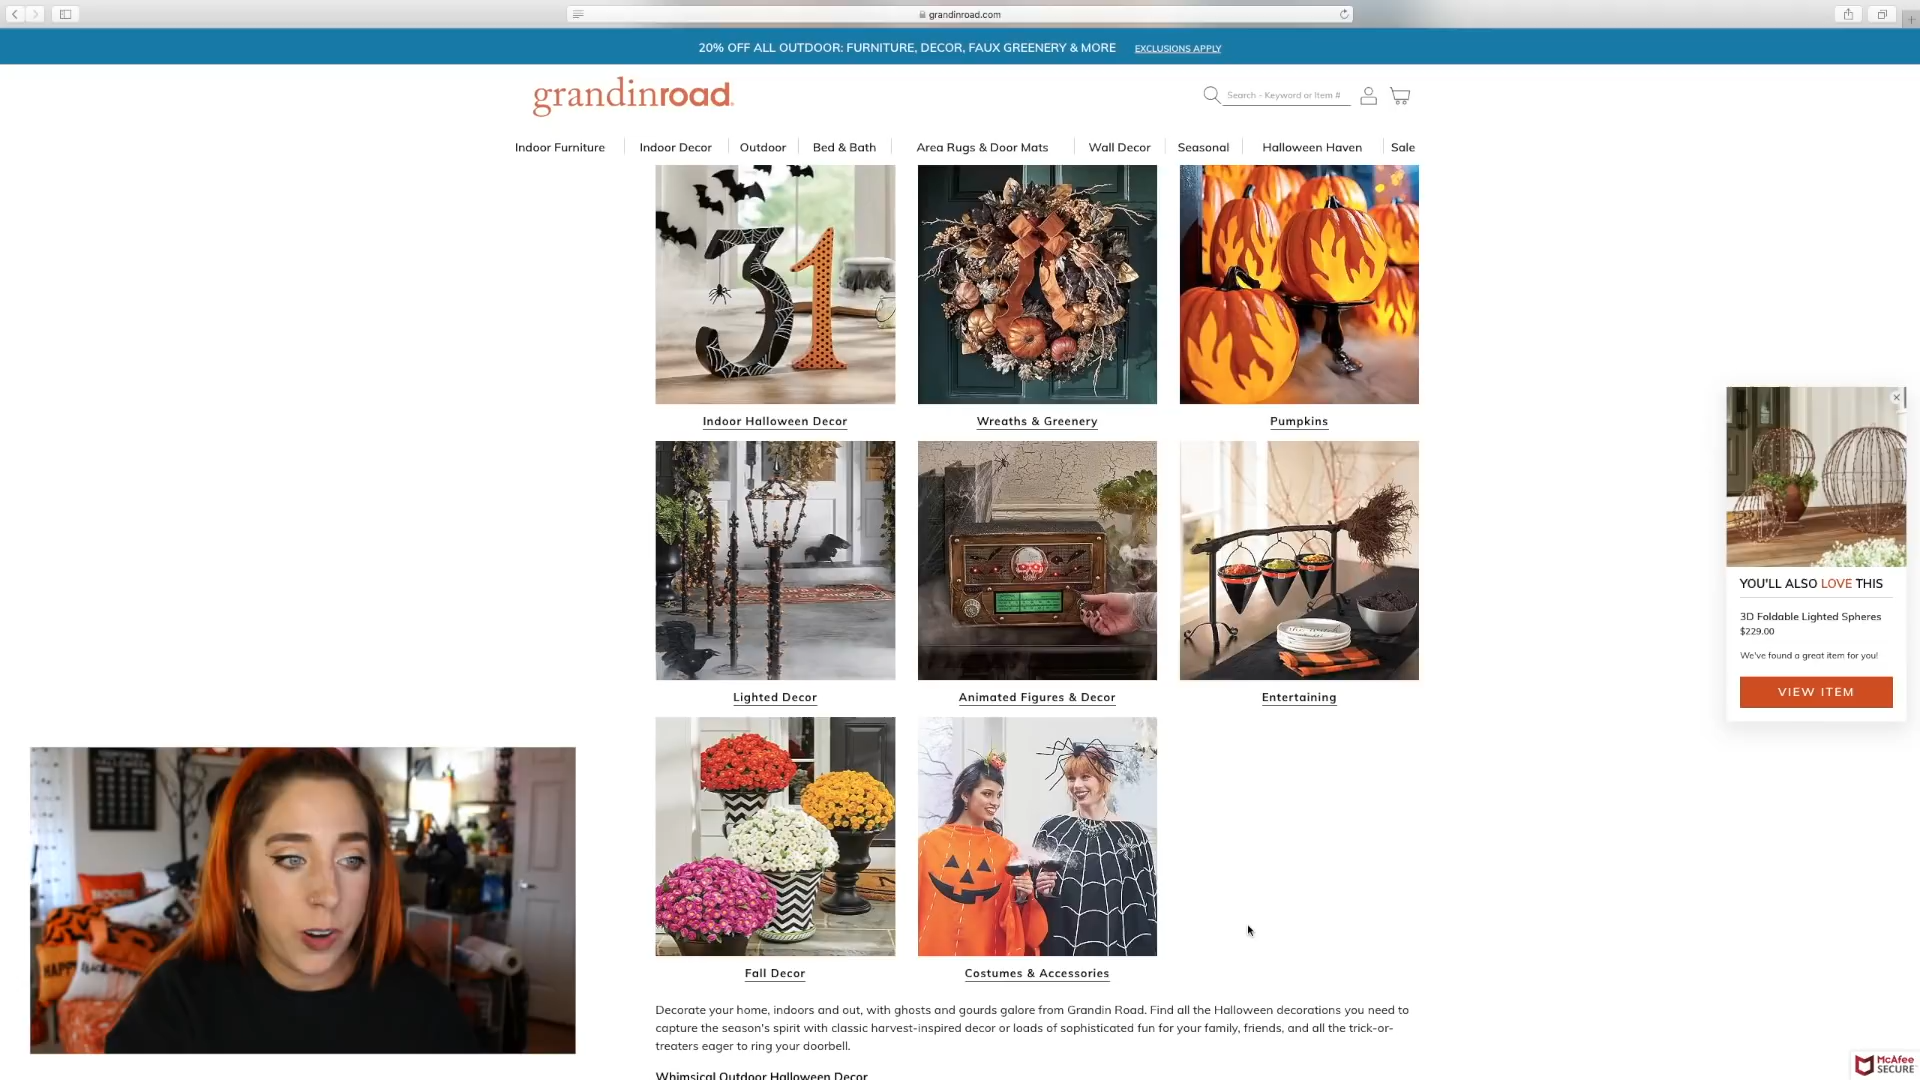 grandinroad.com
20% OFF ALL OUTDOOR: FURNITURE, DECOR, FAUX GREENERY & MORE EXCLUSIONS APPLY
grandinroad
Search - Keyword or Item #
Indoor Furniture Indoor Decor Outdoor Bed & Bath Area Rugs & Door Mats Wall Decor Seasonal Halloween Haven Sale
31
Indoor Halloween Decor Wreaths & Greenery Pumpkins
Lighted Decor Animated Figures & Decor Entertaining
YOU'LL ALSO LOVE THIS
3D Foldable Lighted Spheres
$229.00
We've found a great item for you!
VIEW ITEM
Fall Decor Costumes & Accessories
Decorate your home, indoors and out, with ghosts and gourds galore from Grandin Road. Find all the Halloween decorations you need to
capture the season's spirit with classic harvest-inspired decor or loads of sophisticated fun for your family, friends, and all the trick-or-
treaters eager to ring your doorbell.
Whimsical Outdoor Halloween Decor
McAfee
SECURE